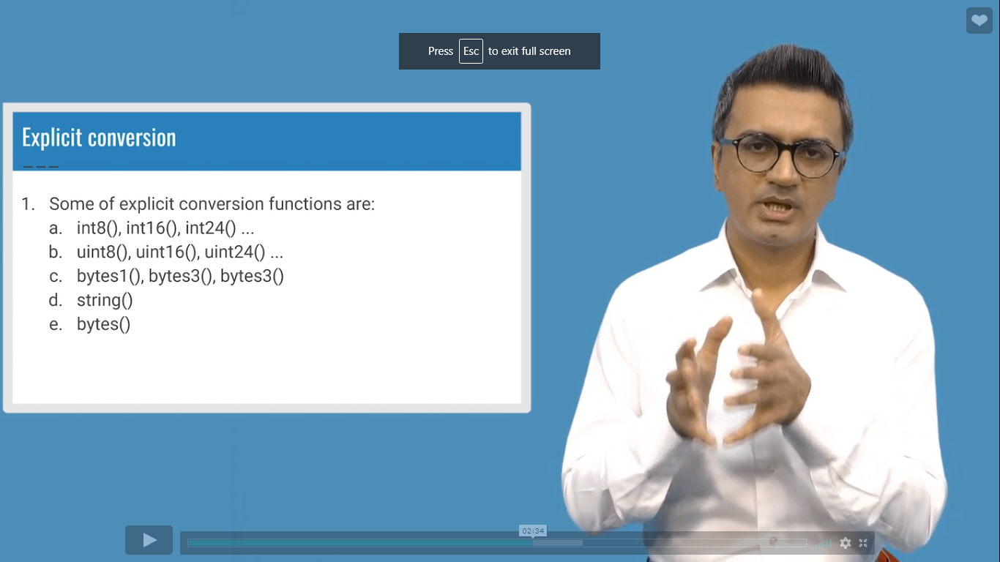 Press Esc to exit full screen
Explicit conversion
1. Some of explicit conversion functions are:
a. int8(), int16(), int24() ...
b. uint8(), uint16(), uint24() ...
c. bytes1(), bytes3(), bytes3()
d. string()
e. bytes()
02:34